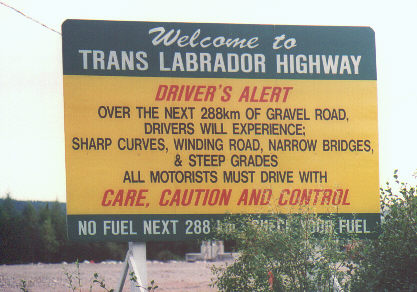 Welcome to
TRANS LABRADOR HIGHWAY
DRIVER'S ALERT
OVER THE NEXT 288km OF GRAVEL ROAD,
DRIVERS WILL EXPERIENCE:
SHARP CURVES, WINDING ROAD, NARROW BRIDGES,
& STEEP GRADES
ALL MOTORISTS MUST DRIVE WITH
CARE, CAUTION AND CONTROL
NO FUEL NEXT 288 km FUEL